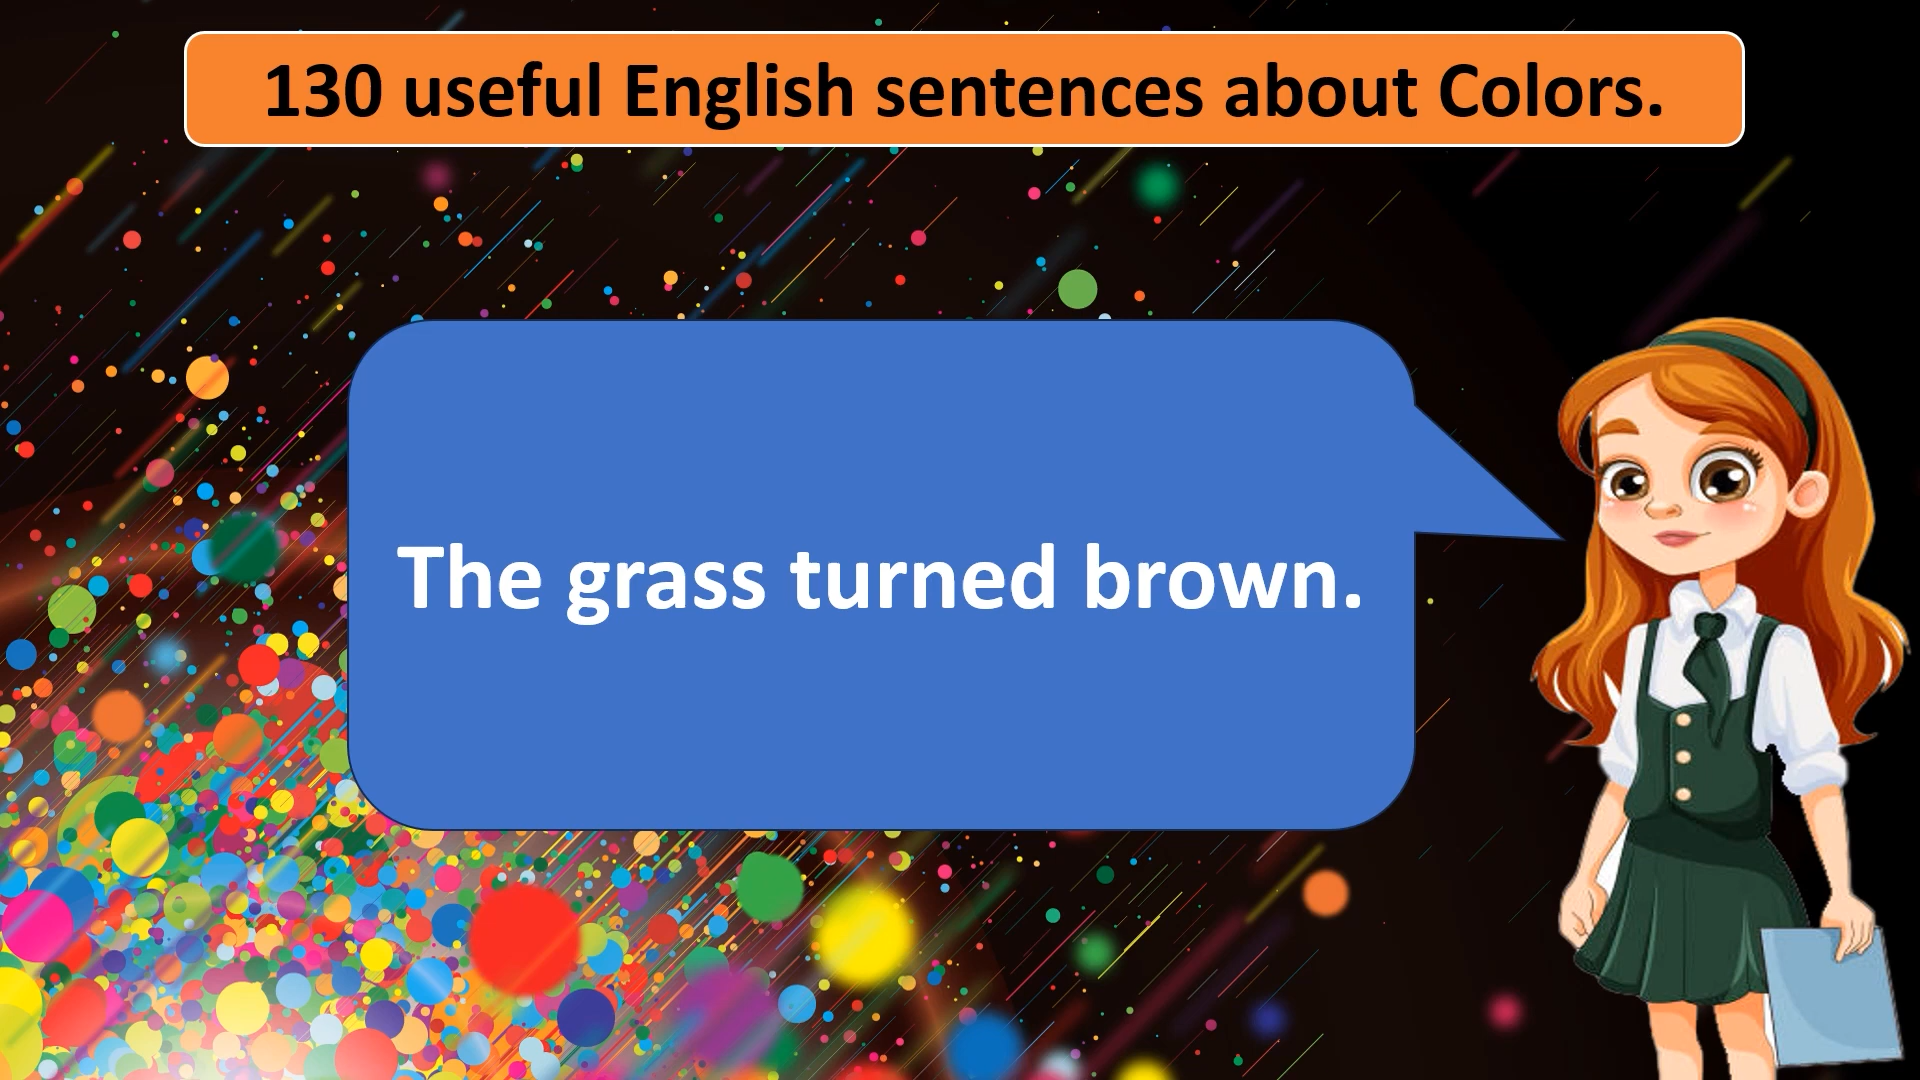 130 useful English sentences about Colors.
The grass turned brown.